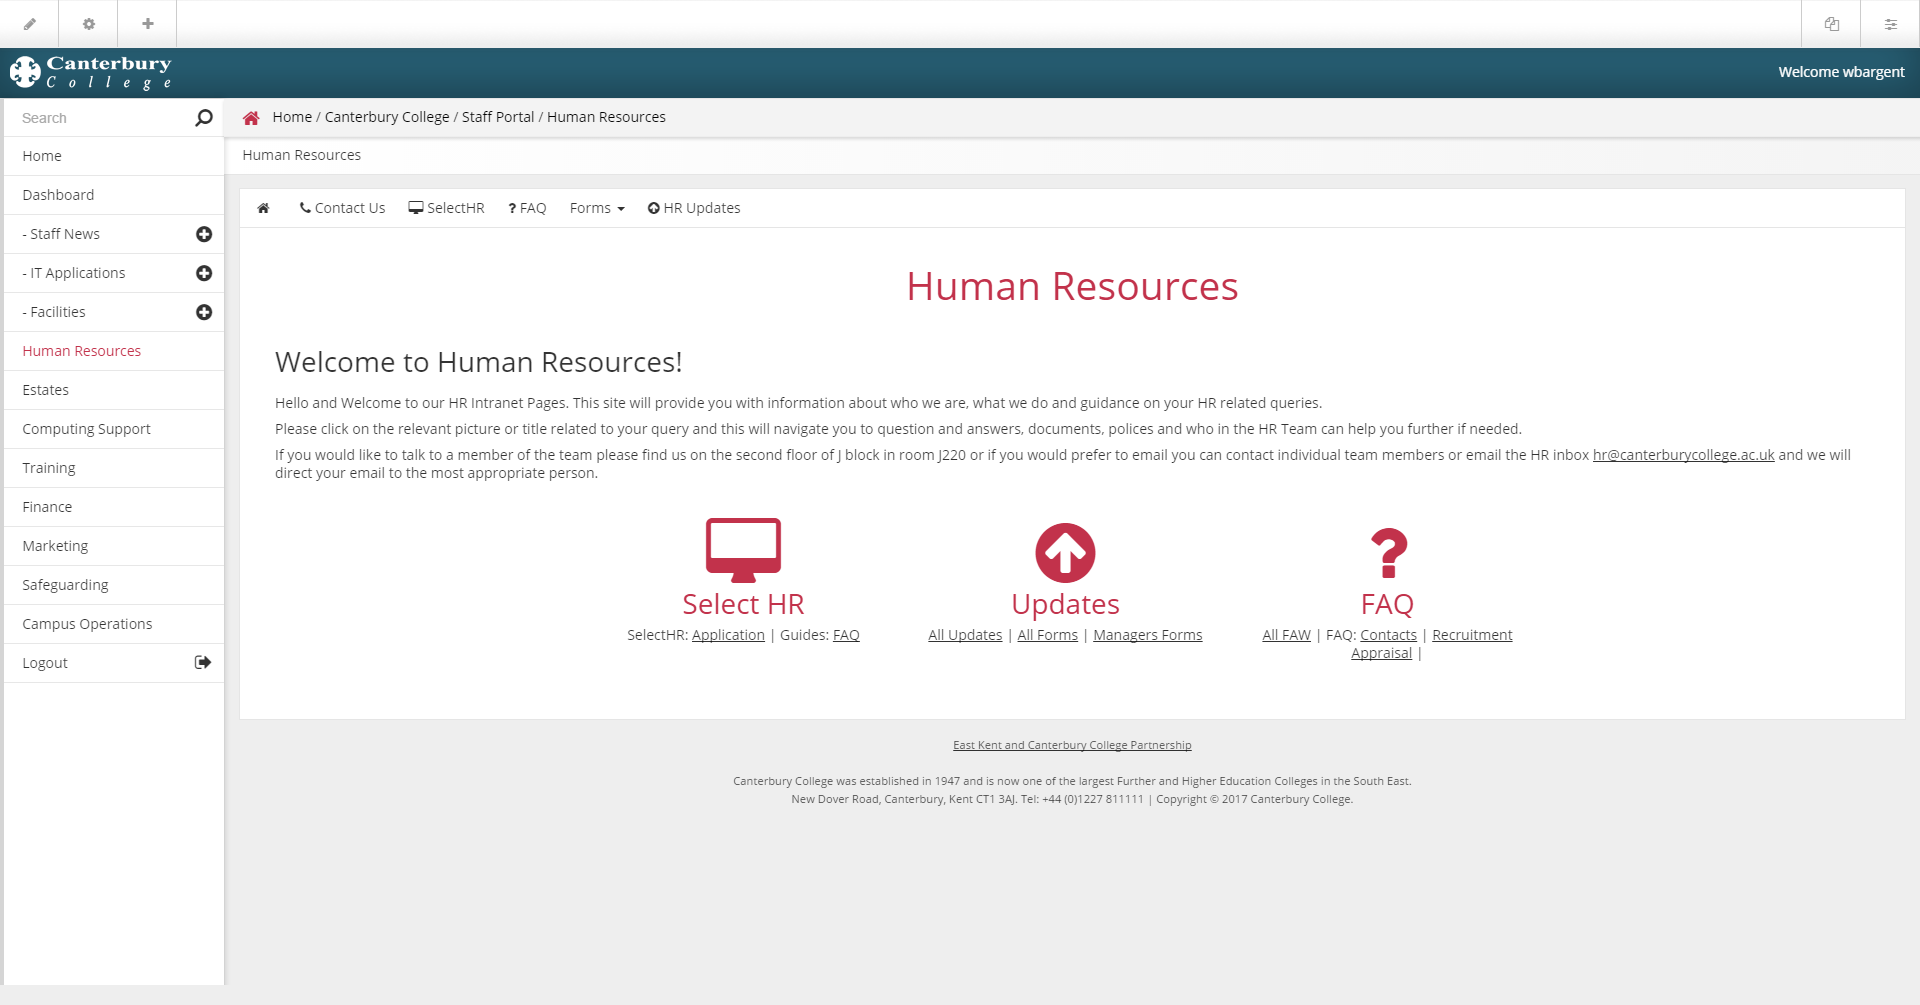 Canterbury
College
Welcome wbargent
Search
Home / Canterbury College / Staff Portal / Human Resources
Home
Dashboard
- Staff News
- IT Applications
- Facilities
Human Resources
Estates
Computing Support
Training
Finance
Marketing
Safeguarding
Campus Operations
Logout
Human Resources
Contact Us
SelectHR
? FAQ
Forms
HR Updates
Human Resources
Welcome to Human Resources!
Hello and Welcome to our HR Intranet Pages. This site will provide you with information about who we are, what we do and guidance on your HR related queries.
Please click on the relevant picture or title related to your query and this will navigate you to question and answers, documents, polices and who in the HR Team can help you further if needed.
If you would like to talk to a member of the team please find us on the second floor of J block in room J220 or if you would prefer to email you can contact individual team members or email the HR inbox hr@canterburycollege.ac.uk and we will
direct your email to the most appropriate person.
Select HR
SelectHR: Application | Guides: FAQ
Updates
All Updates | All Forms | Managers Forms
?
FAQ
All FAW | FAQ: Contacts | Recruitment
Appraisal |
East Kent and Canterbury College Partnership
Canterbury College was established in 1947 and is now one of the largest Further and Higher Education Colleges in the South East.
New Dover Road, Canterbury, Kent CT1 3AJ. Tel: +44 (0)1227 811111 | Copyright © 2017 Canterbury College.